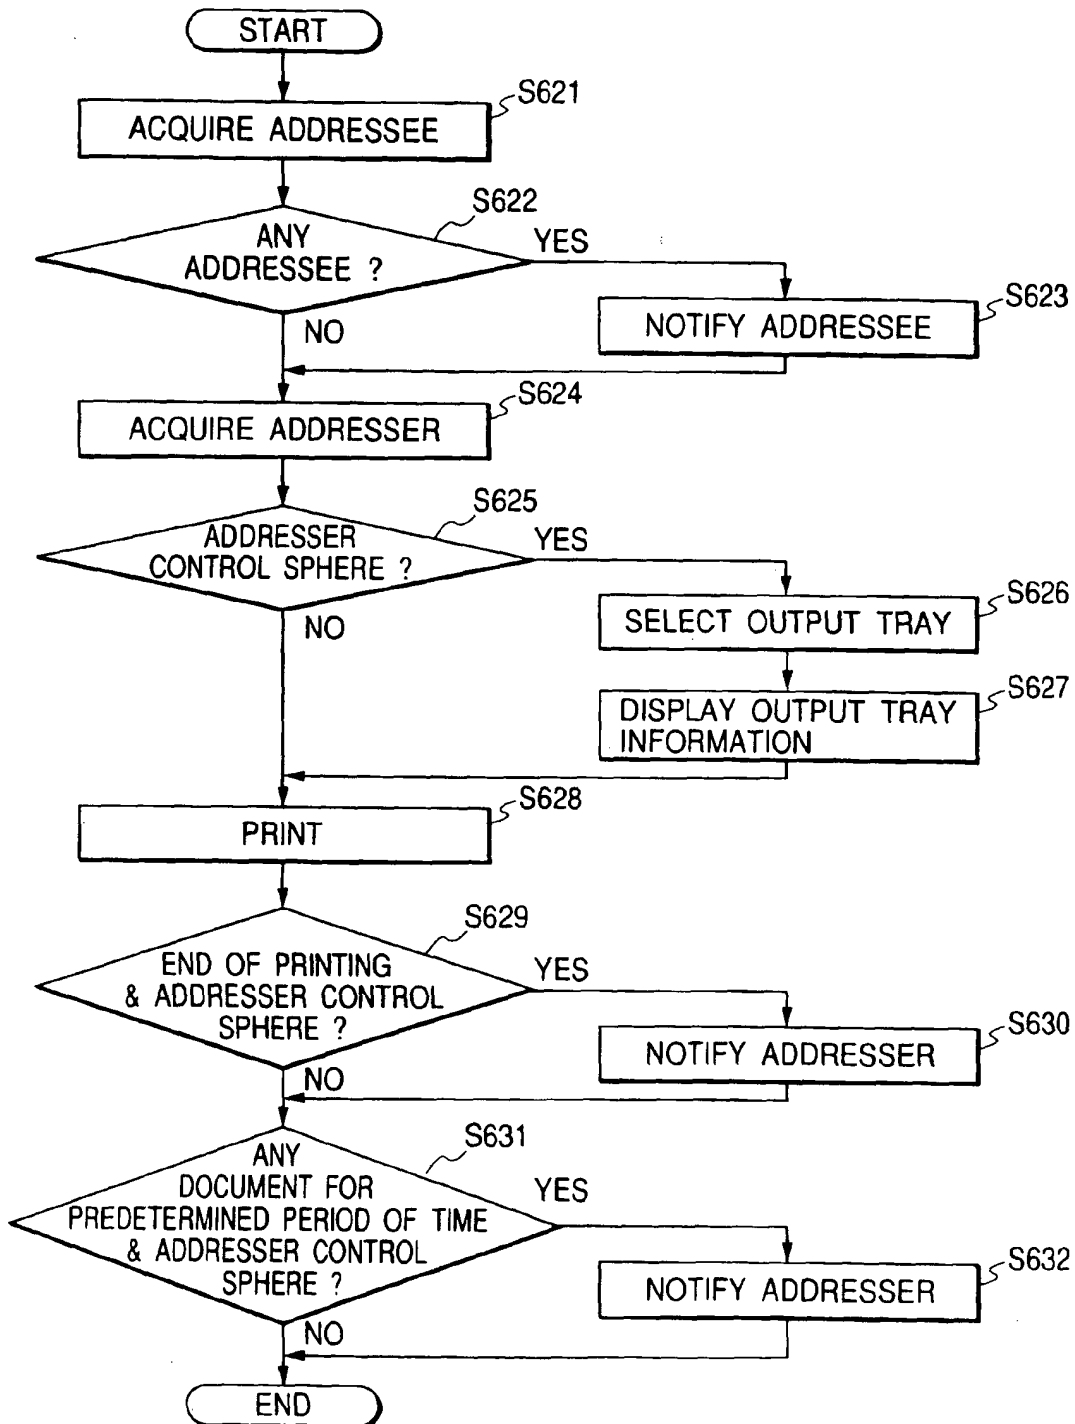 START
S621
ACQUIRE ADDRESSEE
S622
ANY
ADDRESSEE ?
YES
S623
NOTIFY ADDRESSEE
NO
S624
ACQUIRE ADDRESSER
S625
ADDRESSER
CONTROL SPHERE ?
YES
S626
SELECT OUTPUT TRAY
NO
S627
DISPLAY OUTPUT TRAY
INFORMATION
S628
PRINT
S629
END OF PRINTING
& ADDRESSER CONTROL
SPHERE ?
YES
S630
NOTIFY ADDRESSER
NO
S631
ANY
DOCUMENT FOR
PREDETERMINED PERIOD OF TIME
& ADDRESSER CONTROL
SPHERE ?
YES
S632
NOTIFY ADDRESSER
NO
END